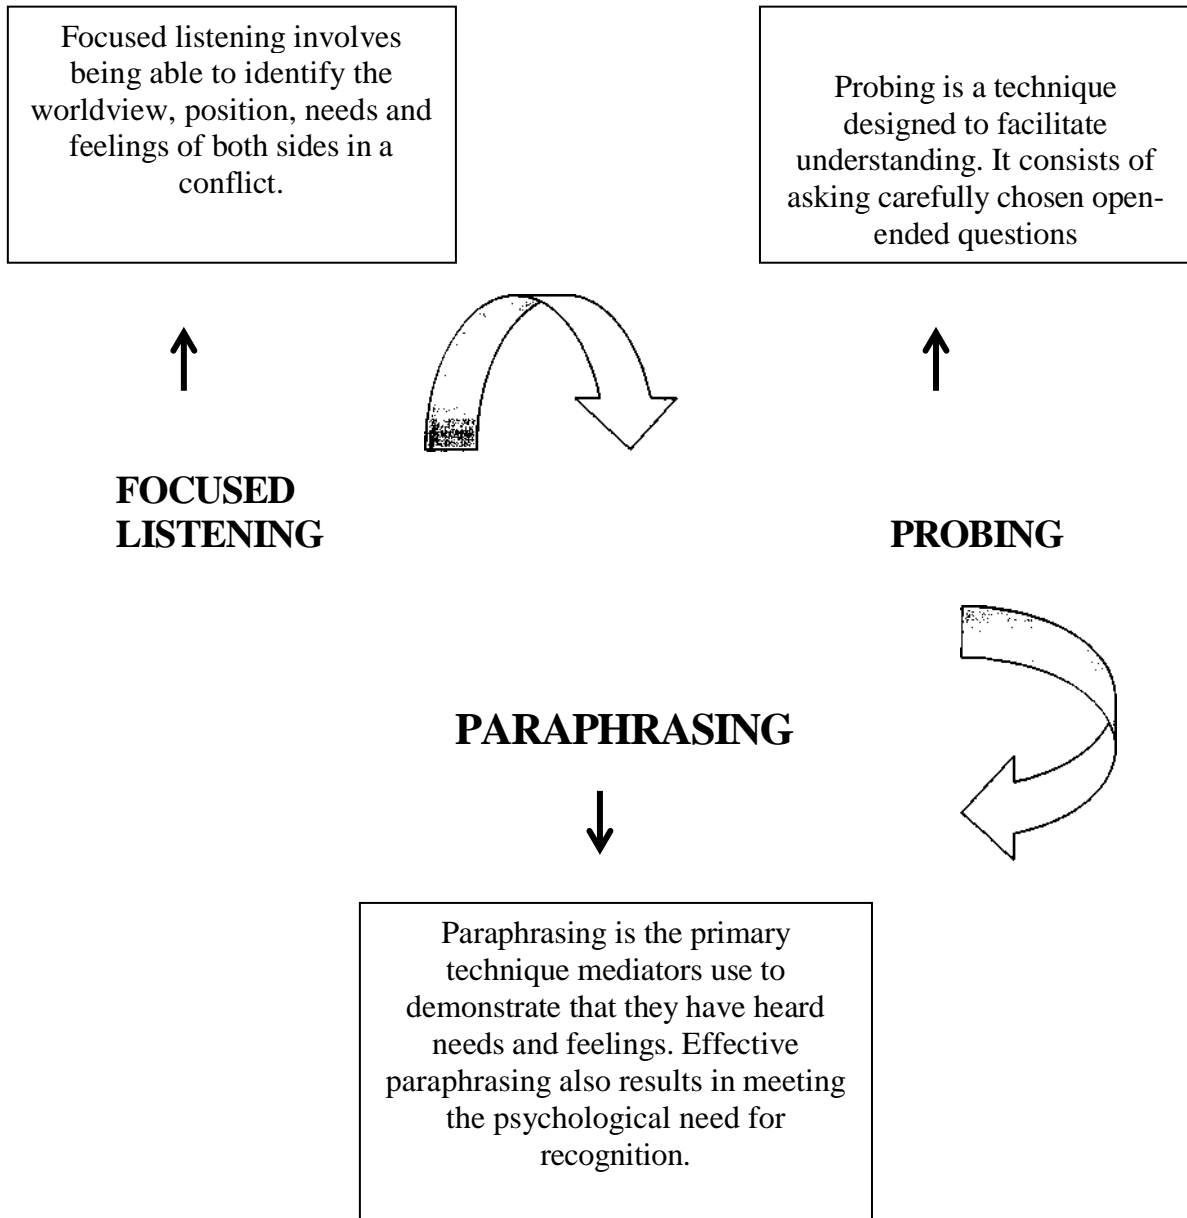 Focused listening involves
being able to identify the
worldview, position, needs and
feelings of both sides in a
conflict.
Probing is a technique
designed to facilitate
understanding. It consists of
asking carefully chosen open-
ended questions
FOCUSED
LISTENING
PROBING
PARAPHRASING
Paraphrasing is the primary
technique mediators use to
demonstrate that they have heard
needs and feelings. Effective
paraphrasing also results in meeting
the psychological need for
recognition.